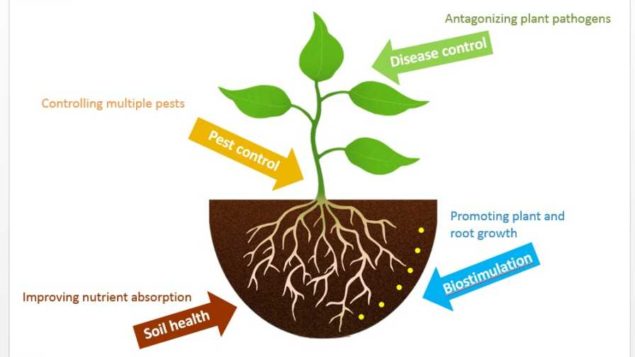 Antagonizing plant pathogens
Disease control
Controlling multiple pests
Pest control
Promoting plant and
root growth
Biostimulation
Improving nutrient absorption
Soil health